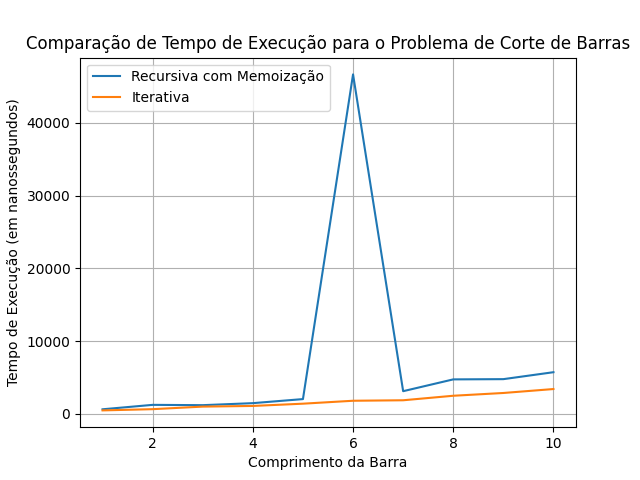 Comparação de Tempo de Execução para o Problema de Corte de Barras
Recursiva com Memoização
Iterativa
Tempo de Execução (em nanossegundos)
40000
30000
20000
10000
0
2
4
6
8
10
Comprimento da Barra